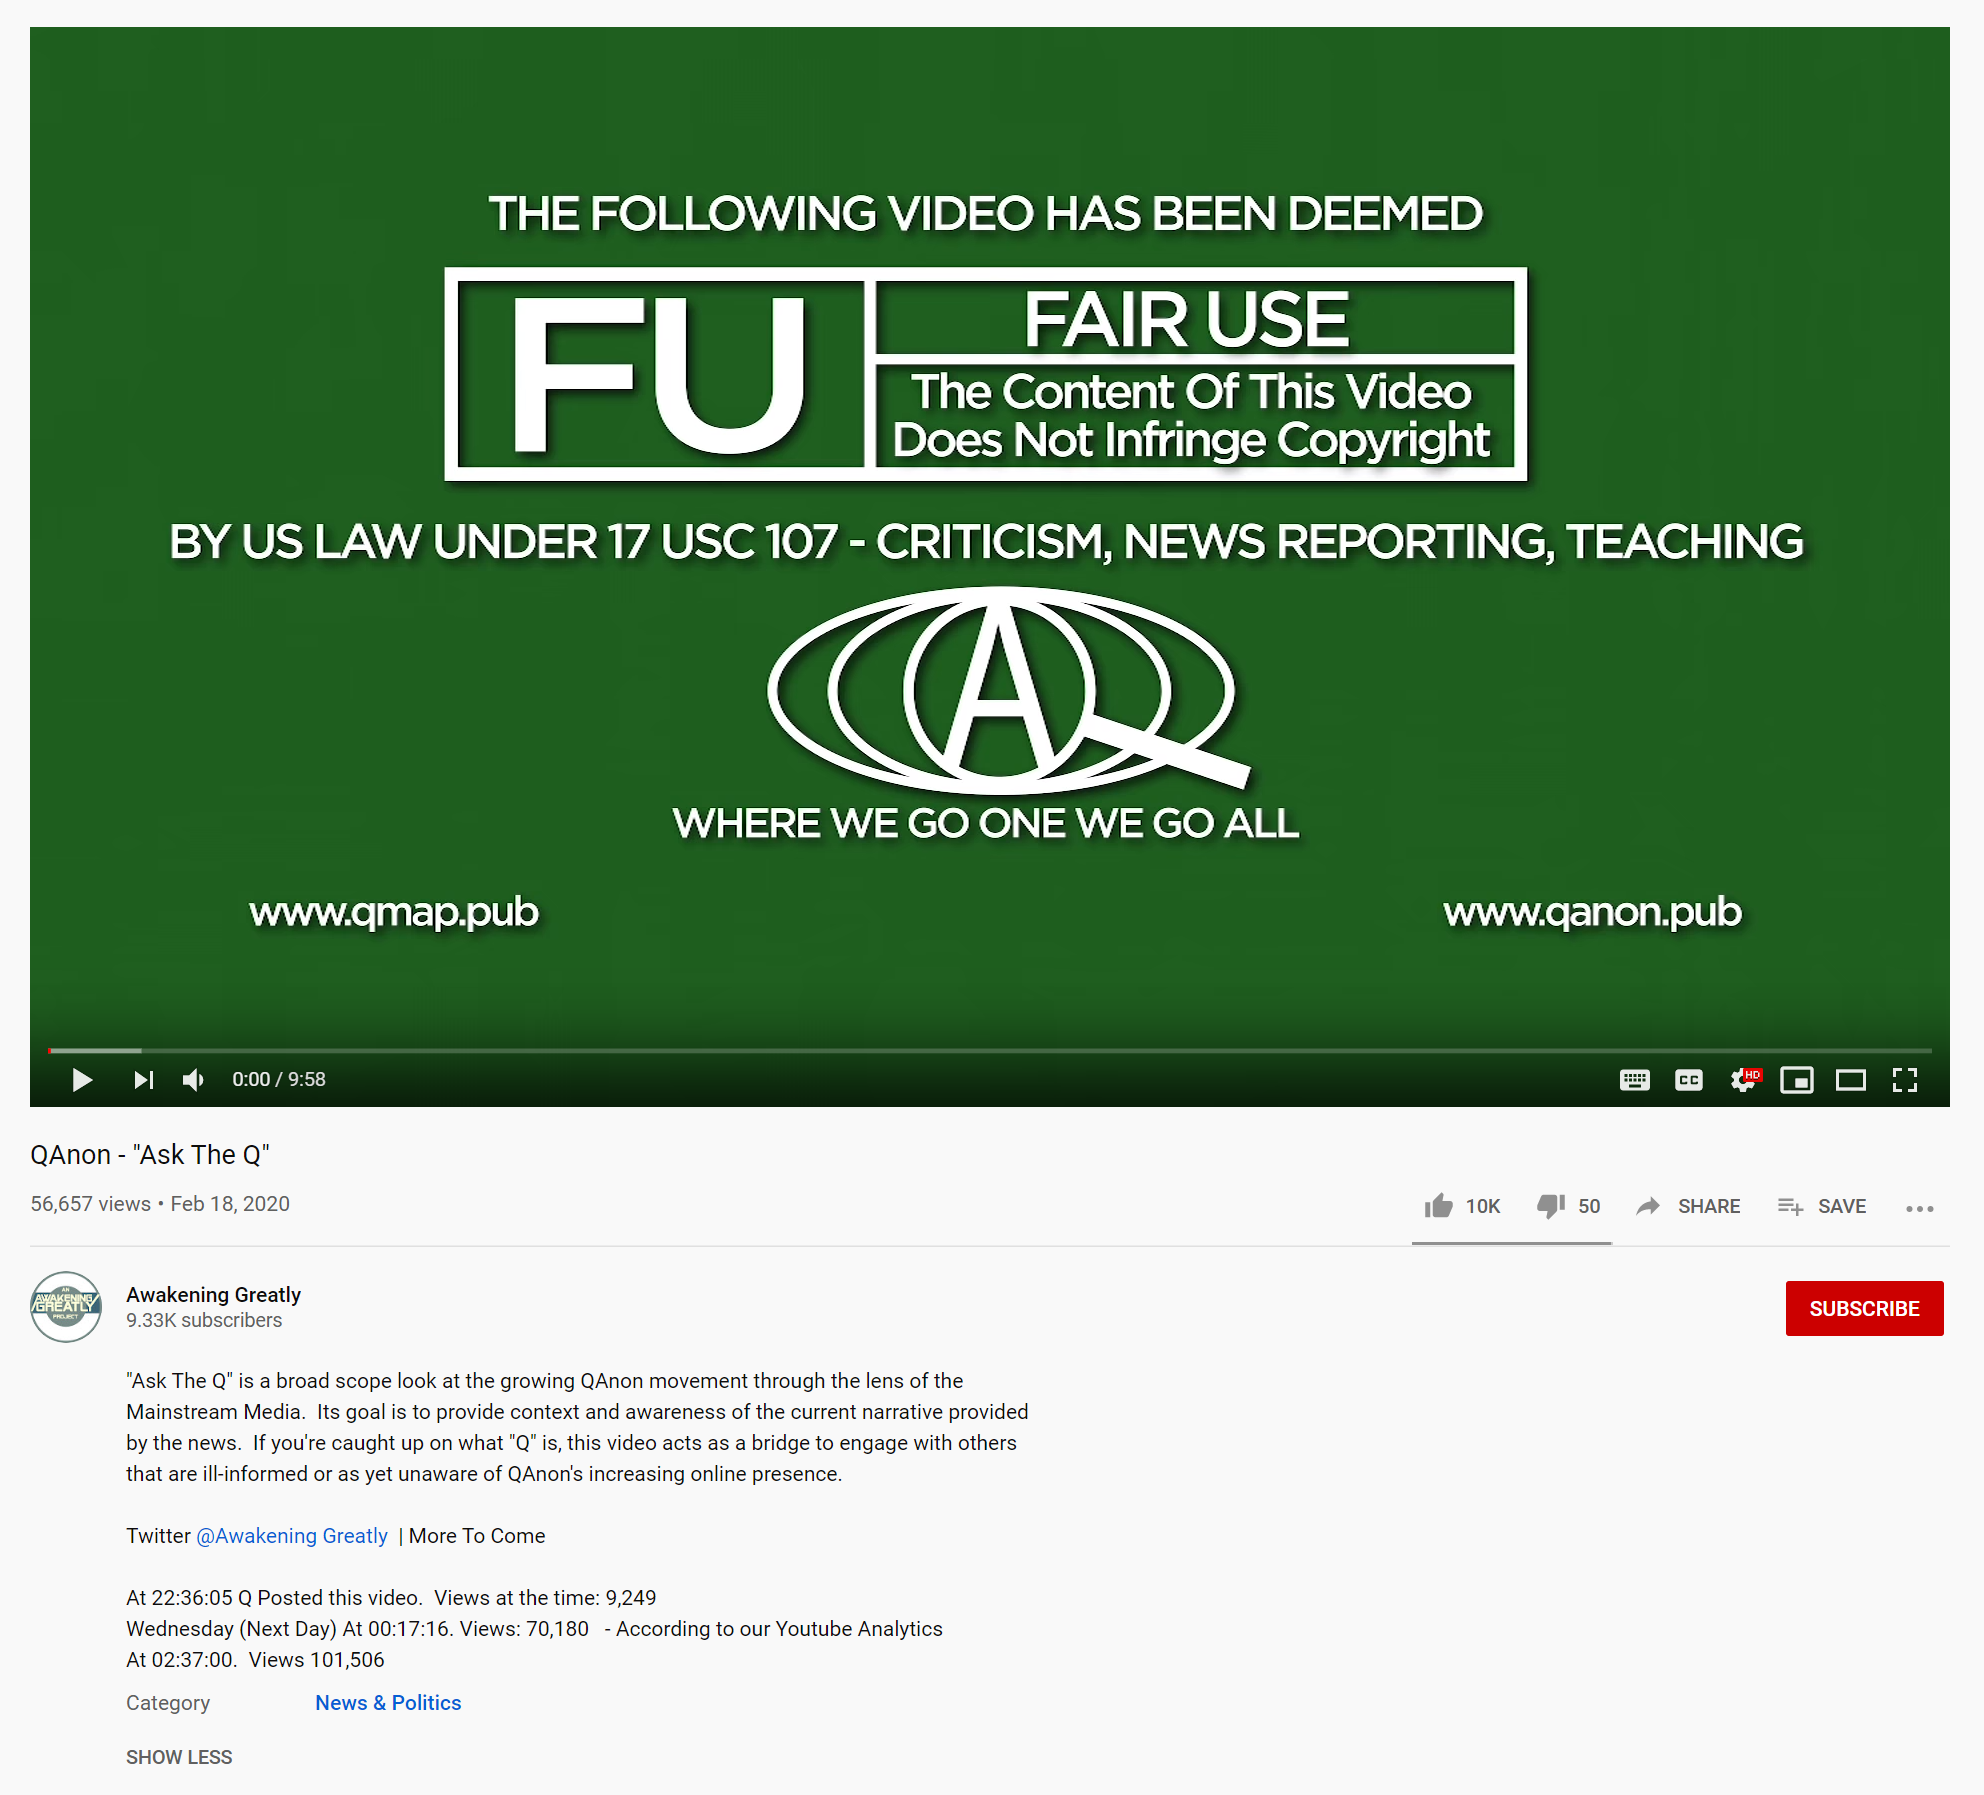 THE FOLLOWING VIDEO HAS BEEN DEEMED
FU
FAIR USE
The Content Of This Video
Does Not Infringe Copyright
BY US LAW UNDER 17 USC 107 - CRITICISM, NEWS REPORTING, TEACHING
AQ
WHERE WE GO ONE WE GO ALL
www.qmap.pub
www.qanon.pub
0:00 / 9:58
CC
HD
QAnon - "Ask The Q"
56,657 views • Feb 18, 2020
10K
50
SHARE
SAVE
AN
AWAKENING
GREATLY
PROJECT
Awakening Greatly
9.33K subscribers
SUBSCRIBE
"Ask The Q" is a broad scope look at the growing QAnon movement through the lens of the
Mainstream Media.  Its goal is to provide context and awareness of the current narrative provided
by the news.  If you're caught up on what "Q" is, this video acts as a bridge to engage with others
that are ill-informed or as yet unaware of QAnon's increasing online presence.
Twitter @Awakening Greatly  | More To Come
At 22:36:05 Q Posted this video.  Views at the time: 9,249
Wednesday (Next Day) At 00:17:16. Views: 70,180   - According to our Youtube Analytics
At 02:37:00.  Views 101,506
Category
News & Politics
SHOW LESS